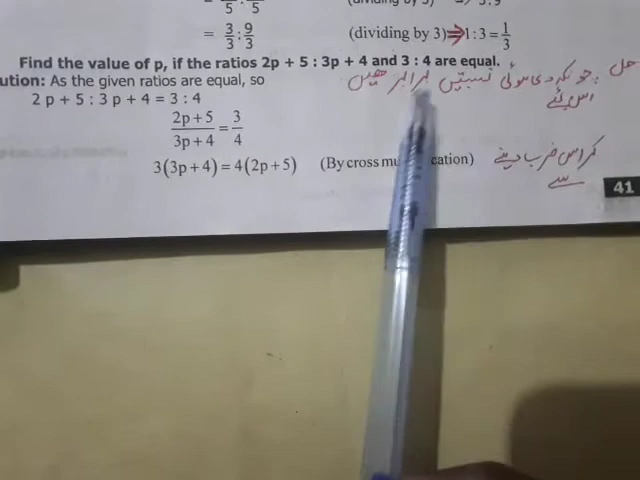 = 3/3 : 9/3 (dividing by 3) ⇒ 1 : 3 = 1/3
Find the value of p, if the ratios 2p + 5 : 3p + 4 and 3 : 4 are equal.
ution: As the given ratios are equal, so حل : چونکہ دی ہوئی نسبتیں برابر ہیں
اس لئے
2 p + 5 : 3 p + 4 = 3 : 4
(2p + 5)/(3p + 4) = 3/4
3(3p + 4) = 4(2p + 5) (By cross mu cation) کراس ضرب دینے
سے
41